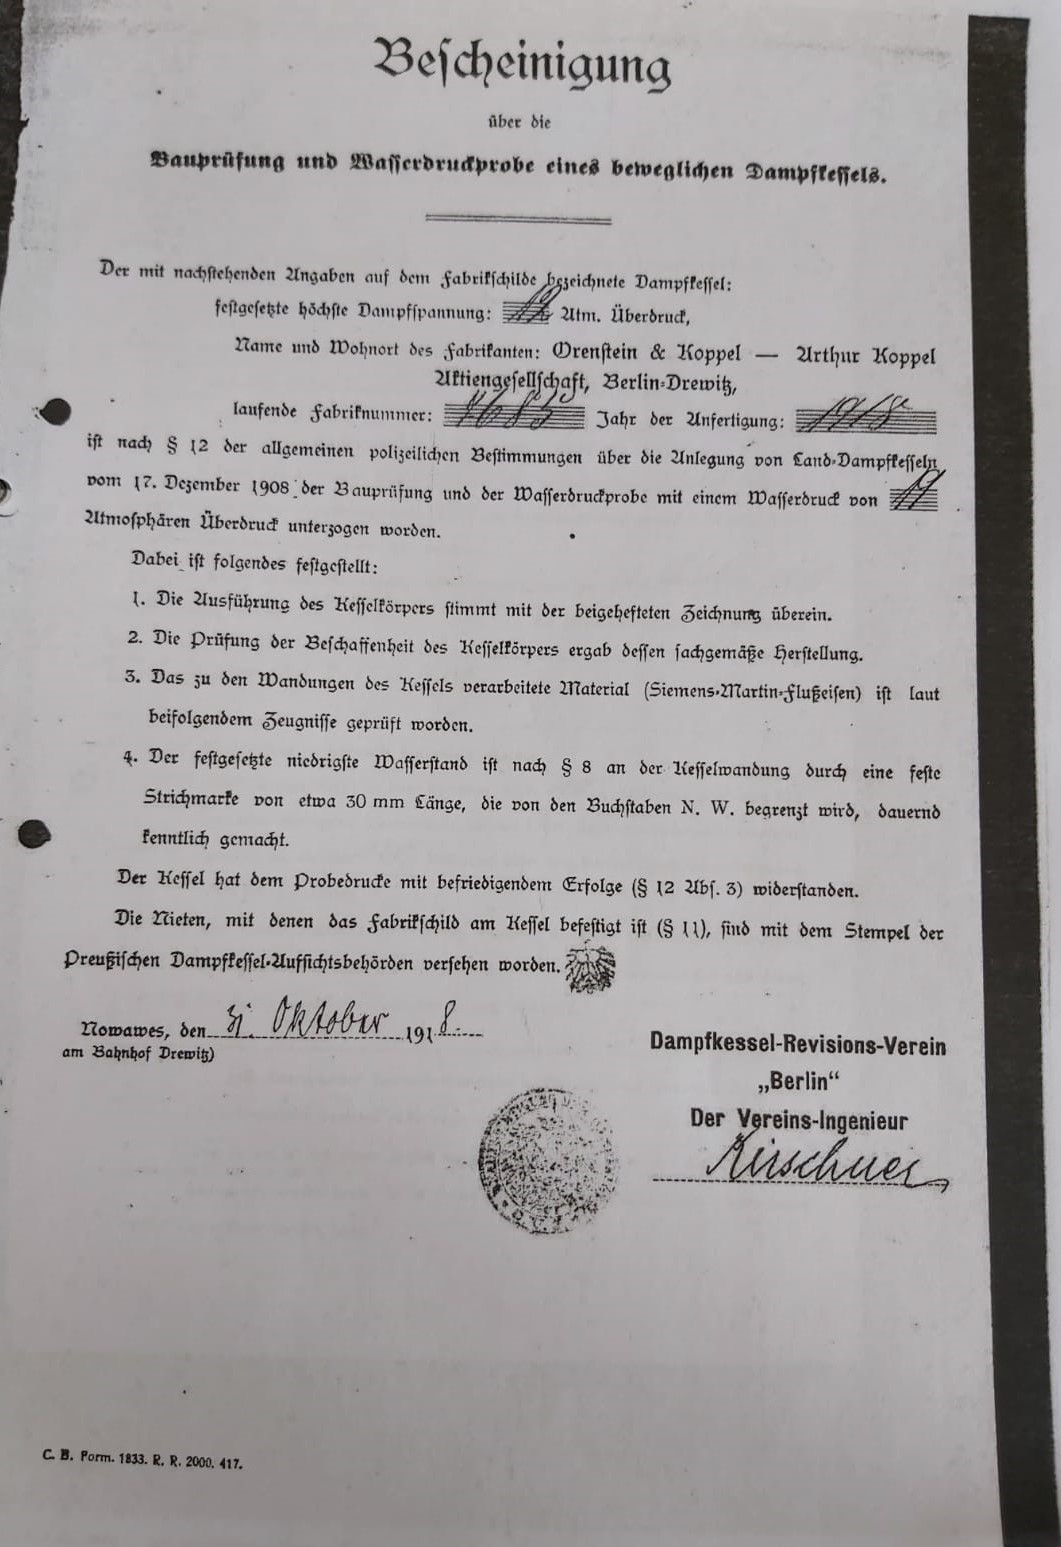 Bescheinigung
über die
Bauprüfung und Wasserdruckprobe eines beweglichen Dampfkessels.
Der mit nachstehenden Angaben auf dem Fabrikschilde bezeichnete Dampfkessel:
festgesetzte höchste Dampfspannung: 12 Atm. Überdruck,
Name und Wohnort des Fabrikanten: Orenstein & Koppel — Arthur Koppel
Aktiengesellschaft, Berlin-Drewitz,
laufende Fabriknummer: 8685 Jahr der Anfertigung: 1918
ist nach § 12 der allgemeinen polizeilichen Bestimmungen über die Anlegung von Land-Dampfkesseln
vom 17. Dezember 1908 der Bauprüfung und der Wasserdruckprobe mit einem Wasserdruck von
Atmosphären Überdruck unterzogen worden.
Dabei ist folgendes festgestellt:
1. Die Ausführung des Kesselkörpers stimmt mit der beigehefteten Zeichnung überein.
2. Die Prüfung der Beschaffenheit des Kesselkörpers ergab dessen sachgemäße Herstellung.
3. Das zu den Wandungen des Kessels verarbeitete Material (Siemens-Martin-Flußeisen) ist laut
beifolgendem Zeugnisse geprüft worden.
4. Der festgesetzte niedrigste Wasserstand ist nach § 8 an der Kesselwandung durch eine feste
Strichmarke von etwa 30 mm Länge, die von den Buchstaben N. W. begrenzt wird, dauernd
kenntlich gemacht.
Der Kessel hat dem Probedrucke mit befriedigendem Erfolge (§ 12 Abs. 3) widerstanden.
Die Nieten, mit denen das Fabrikschild am Kessel befestigt ist (§ 11), sind mit dem Stempel der
Preußischen Dampfkessel-Aufsichtsbehörden versehen worden.
Nowawes, den 31. Oktober 1918.
am Bahnhof Drewitz)
Dampfkessel-Revisions-Verein
„Berlin“
Der Vereins-Ingenieur
Kirschner
C. B. Form. 1833. R. R. 2000. 417.